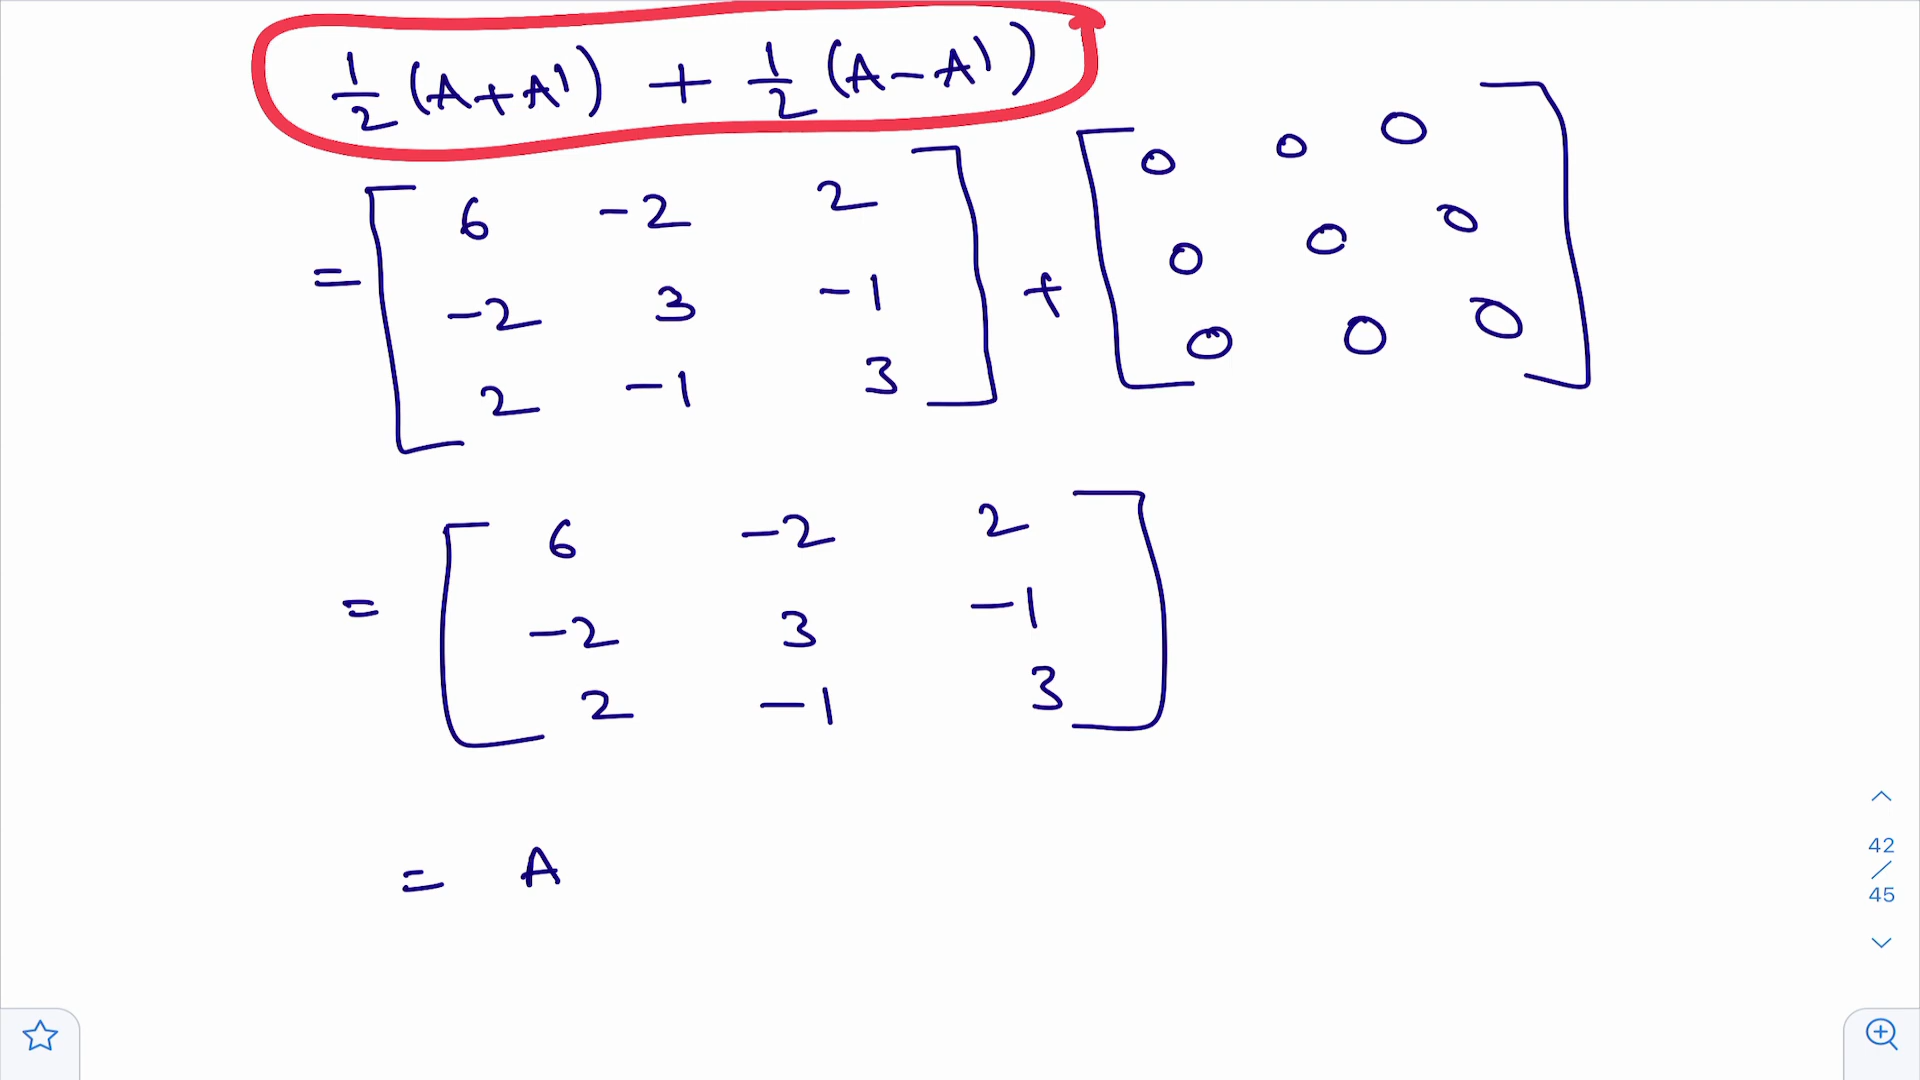 1/2 (A+A') + 1/2 (A-A')
= [ 6 -2 2 ] + [ 0 0 0 ]
[ -2 3 -1 ] [ 0 0 0 ]
[ 2 -1 3 ] [ 0 0 0 ]
= [ 6 -2 2 ]
[ -2 3 -1 ]
[ 2 -1 3 ]
= A
42
/
45